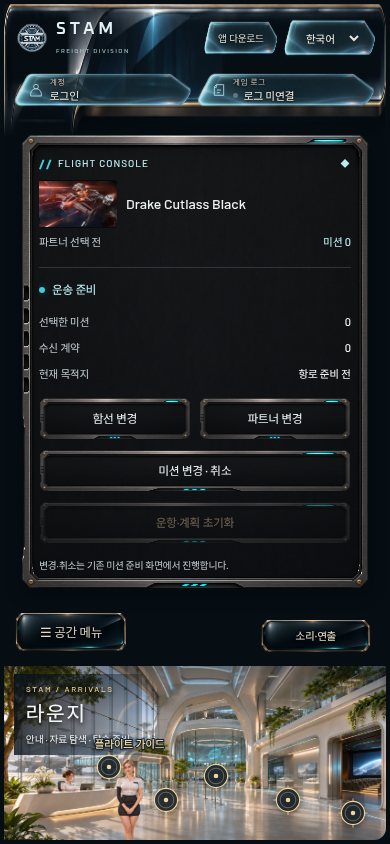 STAM
STAM
FREIGHT DIVISION
앱 다운로드
한국어
계정
로그인
게임 로그
로그 미연결
// FLIGHT CONSOLE
Drake Cutlass Black
파트너 선택 전
미션 0
운송 준비
선택한 미션
0
수신 계약
0
현재 목적지
항로 준비 전
함선 변경
파트너 변경
미션 변경 · 취소
운항·계획 초기화
변경·취소는 기존 미션 준비 화면에서 진행합니다.
☰ 공간 메뉴
소리·연출
STAM / ARRIVALS
라운지
안내 · 자료 탐색 ·
플라이트 가이드